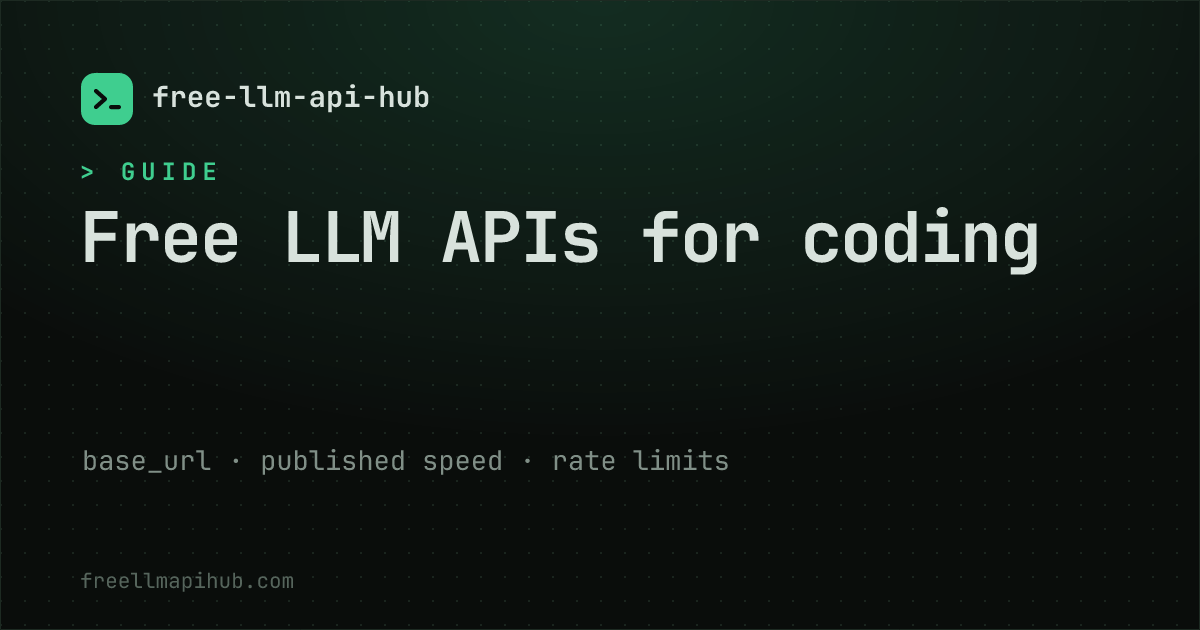 free-llm-api-hub
> GUIDE
Free LLM APIs for coding
base_url · published speed · rate limits
freellmapihub.com